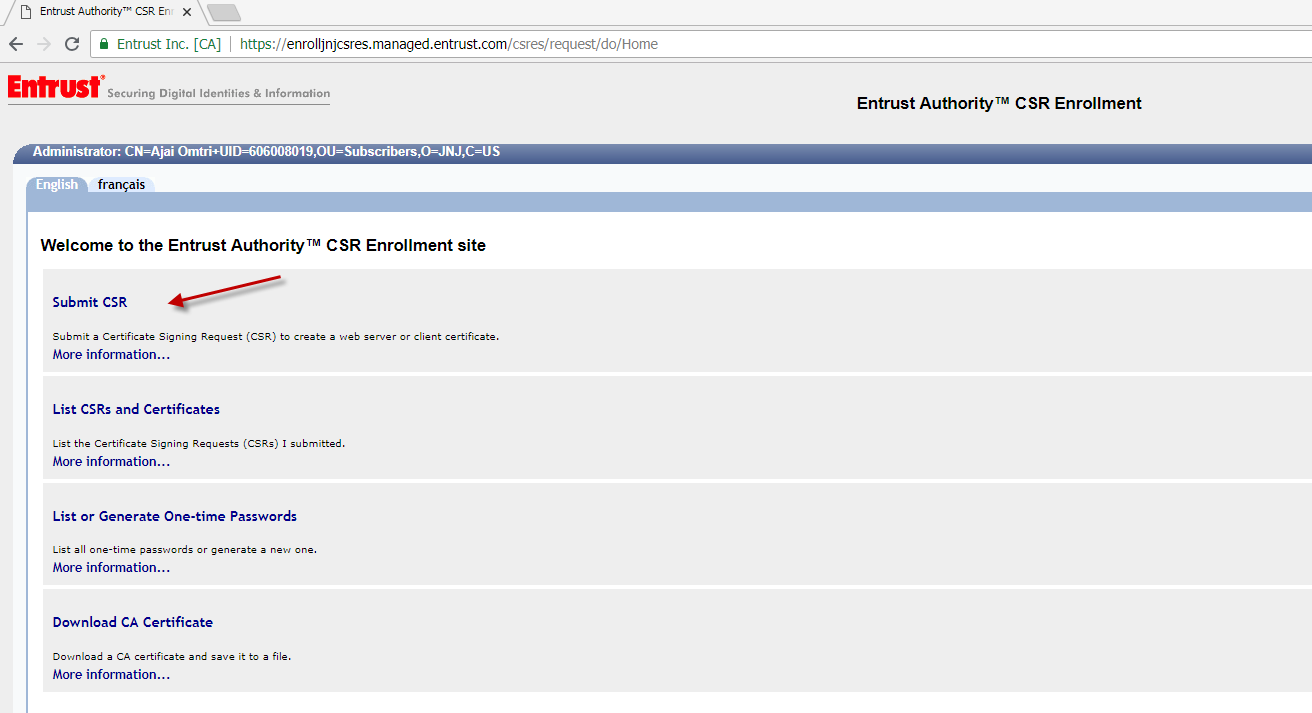 Entrust Authority™ CSR Enr
Entrust Inc. [CA] https://enrolljnjcsres.managed.entrust.com/csres/request/do/Home
Entrust® Securing Digital Identities & Information
Entrust Authority™ CSR Enrollment
Administrator: CN=Ajai Omtri+UID=606008019,OU=Subscribers,O=JNJ,C=US
English français
Welcome to the Entrust Authority™ CSR Enrollment site
Submit CSR
Submit a Certificate Signing Request (CSR) to create a web server or client certificate.
More information...
List CSRs and Certificates
List the Certificate Signing Requests (CSRs) I submitted.
More information...
List or Generate One-time Passwords
List all one-time passwords or generate a new one.
More information...
Download CA Certificate
Download a CA certificate and save it to a file.
More information...